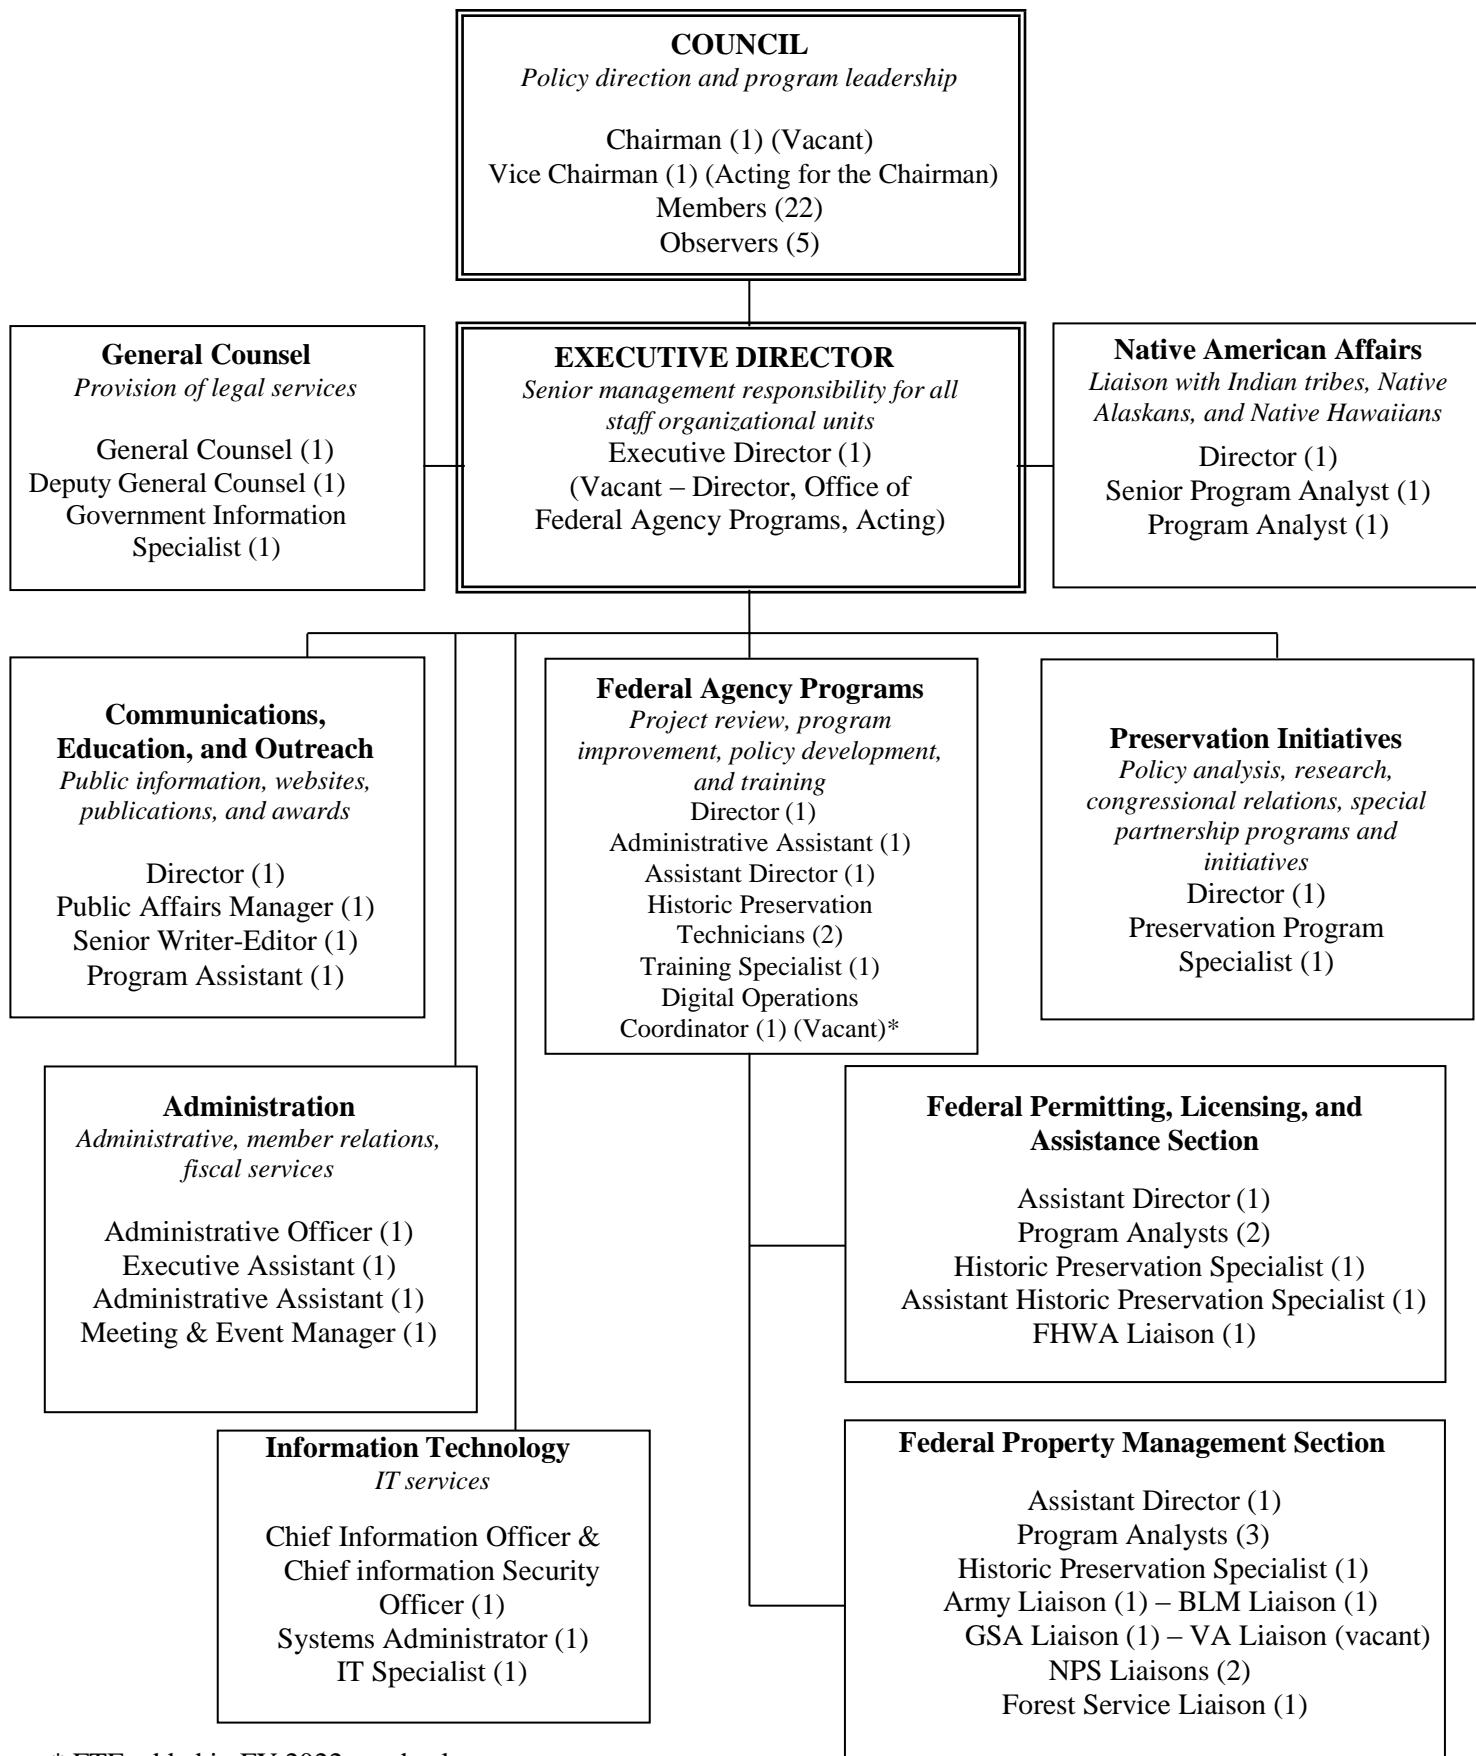 COUNCIL
Policy direction and program leadership
Chairman (1) (Vacant)
Vice Chairman (1) (Acting for the Chairman)
Members (22)
Observers (5)
General Counsel
Provision of legal services
General Counsel (1)
Deputy General Counsel (1)
Government Information
Specialist (1)
EXECUTIVE DIRECTOR
Senior management responsibility for all
staff organizational units
Executive Director (1)
(Vacant – Director, Office of
Federal Agency Programs, Acting)
Native American Affairs
Liaison with Indian tribes, Native
Alaskans, and Native Hawaiians
Director (1)
Senior Program Analyst (1)
Program Analyst (1)
Communications,
Education, and Outreach
Public information, websites,
publications, and awards
Director (1)
Public Affairs Manager (1)
Senior Writer-Editor (1)
Program Assistant (1)
Federal Agency Programs
Project review, program
improvement, policy development,
and training
Director (1)
Administrative Assistant (1)
Assistant Director (1)
Historic Preservation
Technicians (2)
Training Specialist (1)
Digital Operations
Coordinator (1) (Vacant)*
Preservation Initiatives
Policy analysis, research,
congressional relations, special
partnership programs and
initiatives
Director (1)
Preservation Program
Specialist (1)
Administration
Administrative, member relations,
fiscal services
Administrative Officer (1)
Executive Assistant (1)
Administrative Assistant (1)
Meeting & Event Manager (1)
Federal Permitting, Licensing, and
Assistance Section
Assistant Director (1)
Program Analysts (2)
Historic Preservation Specialist (1)
Assistant Historic Preservation Specialist (1)
FHWA Liaison (1)
Information Technology
IT services
Chief Information Officer &
Chief information Security
Officer (1)
Systems Administrator (1)
IT Specialist (1)
Federal Property Management Section
Assistant Director (1)
Program Analysts (3)
Historic Preservation Specialist (1)
Army Liaison (1) – BLM Liaison (1)
GSA Liaison (1) – VA Liaison (vacant)
NPS Liaisons (2)
Forest Service Liaison (1)